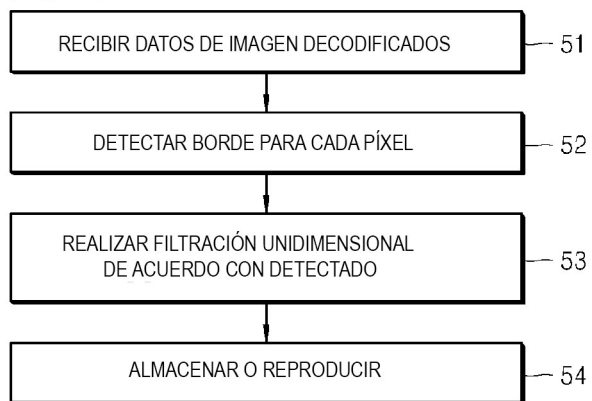 RECIBIR DATOS DE IMAGEN DECODIFICADOS
51
DETECTAR BORDE PARA CADA PÍXEL
52
REALIZAR FILTRACIÓN UNIDIMENSIONAL
DE ACUERDO CON DETECTADO
53
ALMACENAR O REPRODUCIR
54